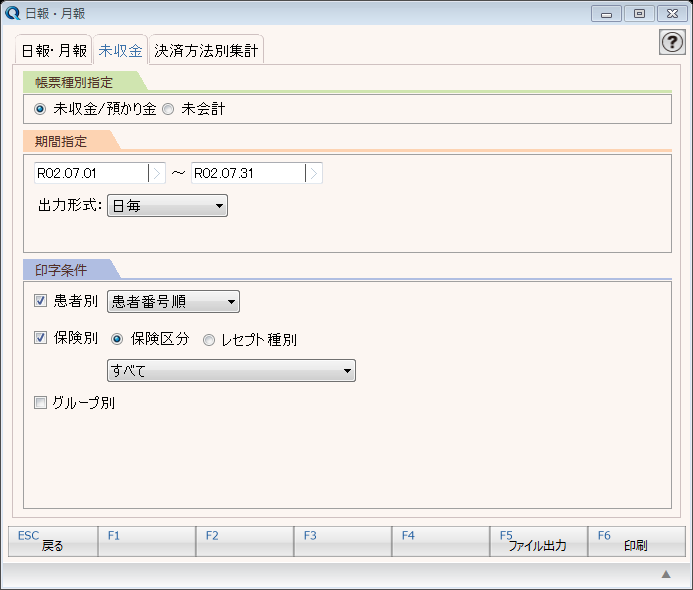 日報・月報
日報・月報 未収金 決済方法別集計
帳票種別指定
未収金/預かり金 未会計
期間指定
R02.07.01 ～ R02.07.31
出力形式: 日毎
印字条件
患者別 患者番号順
保険別 保険区分 レセプト種別
すべて
グループ別
ESC 戻る F1 F2 F3 F4 F5 ファイル出力 F6 印刷